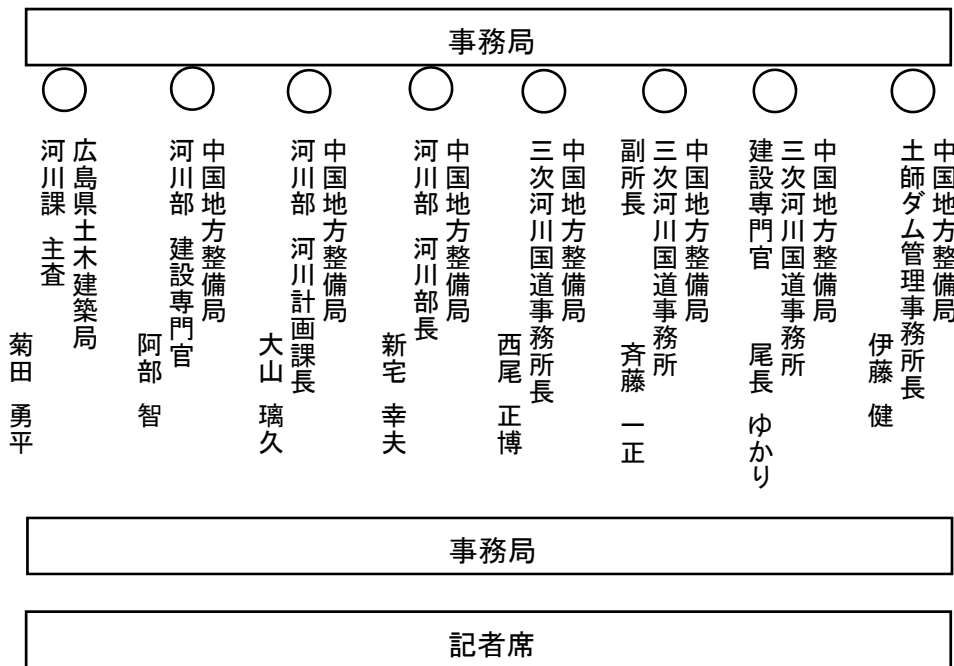 事務局
中国地方整備局
土師ダム管理事務所長
伊藤 健
中国地方整備局
三次河川国道事務所
建設専門官 尾長 ゆかり
中国地方整備局
三次河川国道事務所
副所長 斉藤 一正
中国地方整備局
三次河川国道事務所長
西尾 正博
中国地方整備局
河川部 河川部長
新宅 幸夫
中国地方整備局
河川部 河川計画課長
大山 璃久
中国地方整備局
河川部 建設専門官
阿部 智
広島県土木建築局
河川課 主査
菊田 勇平
事務局
記者席